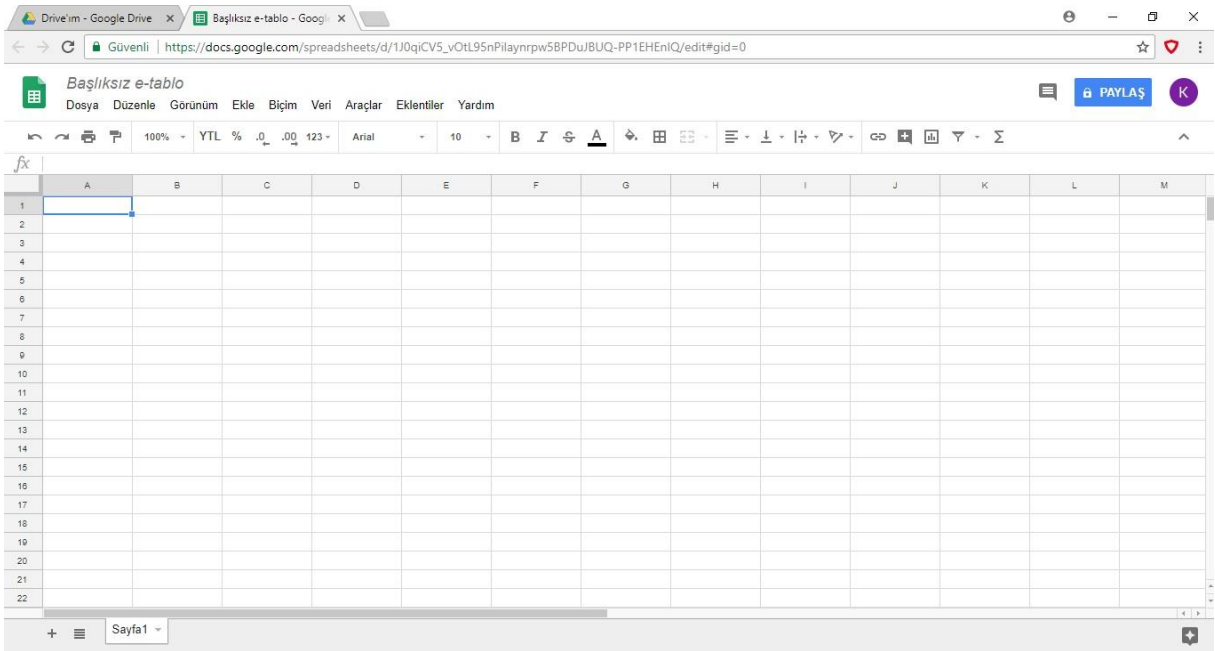 Drive'ım - Google Drive
Başlıksız e-tablo - Googl
Güvenli | https://docs.google.com/spreadsheets/d/1J0qiCV5_vOtL95nPilaynrpw5BPDuJBUQ-PP1EHEnIQ/edit#gid=0
Başlıksız e-tablo
Dosya Düzenle Görünüm Ekle Biçim Veri Araçlar Eklentiler Yardım
PAYLAŞ
K
100% YTL % .0 .00 123 Arial 10 B I S A Σ
fx
A B C D E F G H I J K L M
1
2
3
4
5
6
7
8
9
10
11
12
13
14
15
16
17
18
19
20
21
22
+ Sayfa1